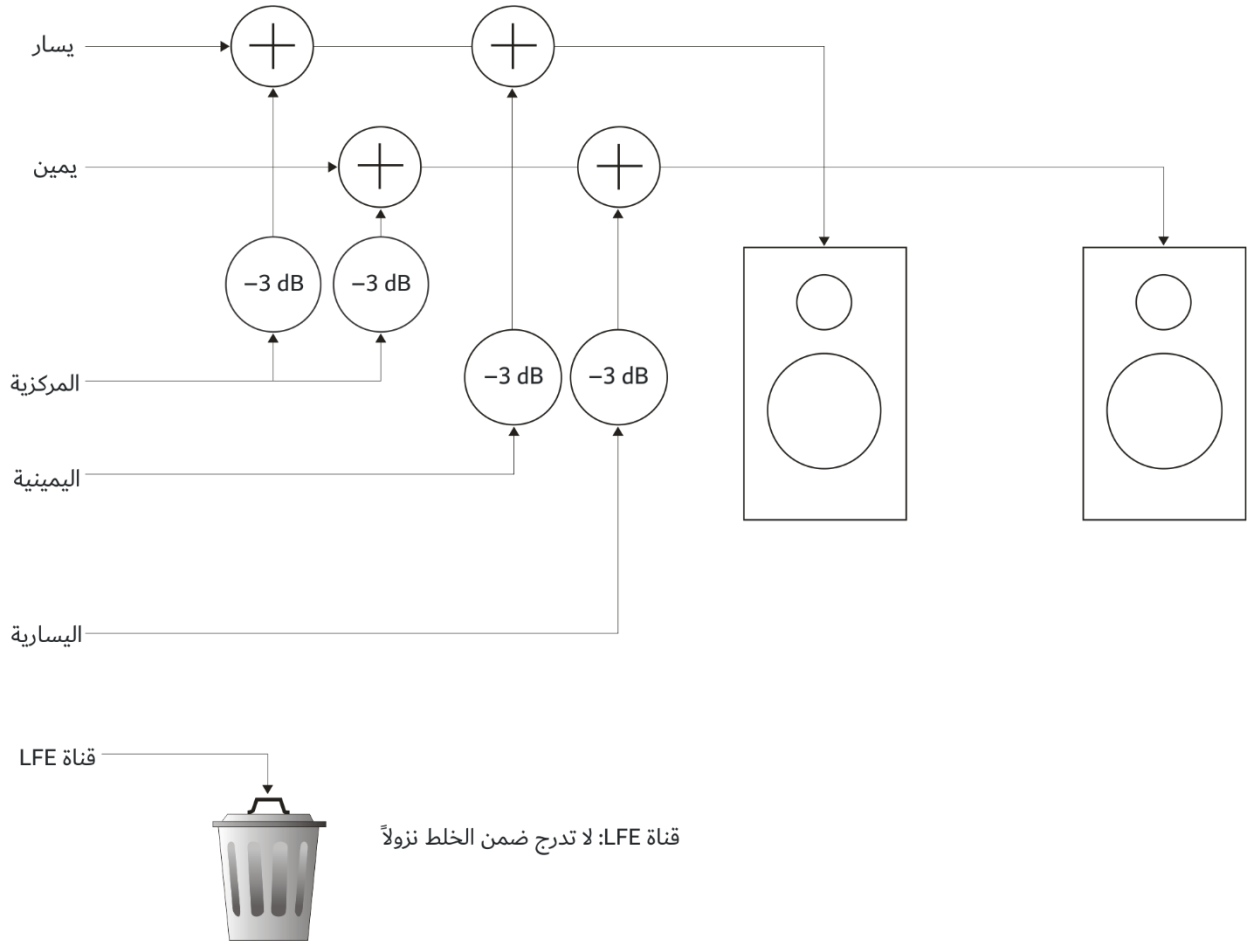 يسار
يمين
–3 dB
–3 dB
–3 dB
–3 dB
المركزية
اليمينية
اليسارية
قناة LFE
قناة LFE: لا تدرج ضمن الخلط نزولاً